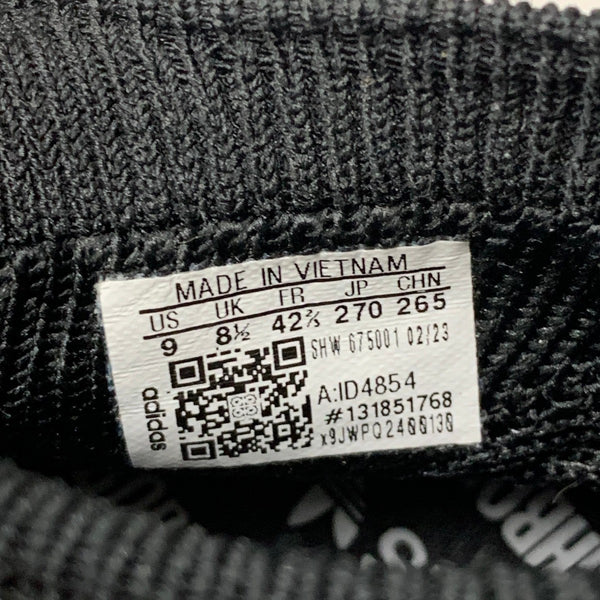 MADE IN VIETNAM
US UK FR JP CHN
9 8½ 42⅔ 270 265
SHW 675001 02/23
adidas
A:ID4854
#131851768
x9JWPQ2400130